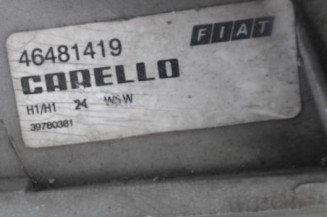 46481419 FIAT
CARELLO
H1/H1 24 W5W
39780381